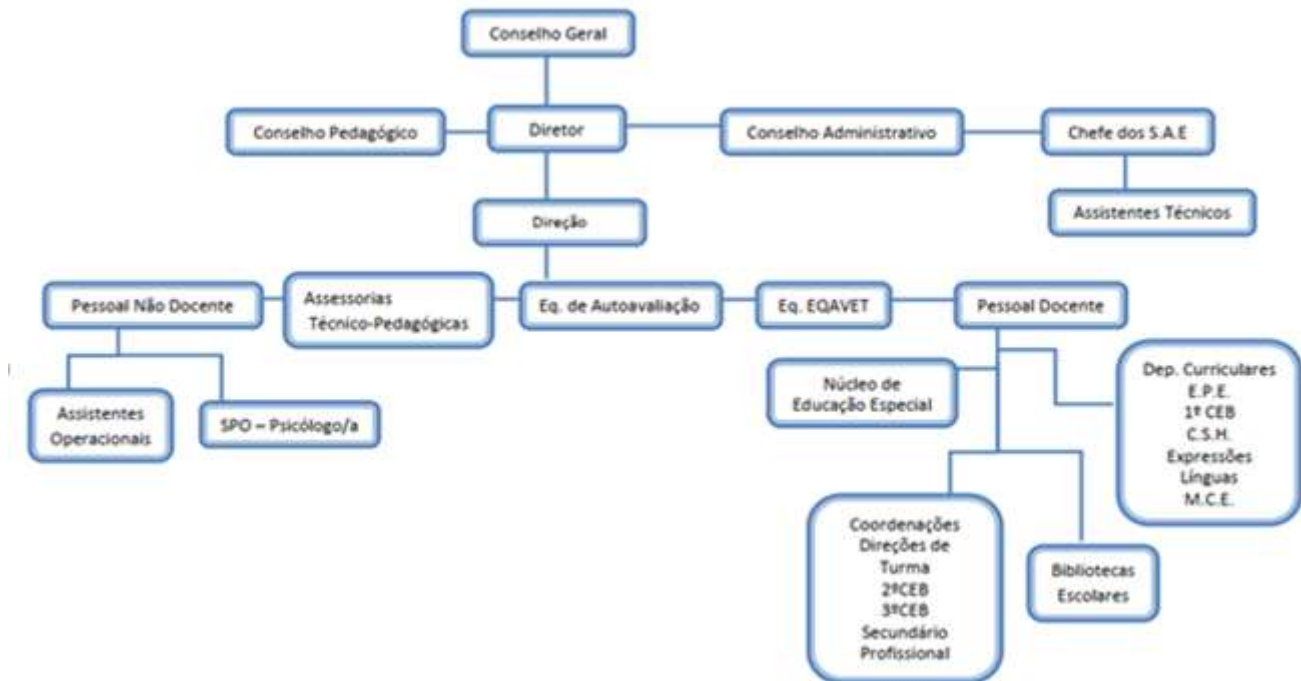 Conselho Geral
Conselho Pedagógico
Diretor
Conselho Administrativo
Chefe dos S.A.E
Assistentes Técnicos
Direção
Pessoal Não Docente
Assessorias
Técnico-Pedagógicas
Eq. de Autoavaliação
Eq. EQAVET
Pessoal Docente
Assistentes
Operacionais
SPO – Psicólogo/a
Núcleo de
Educação Especial
Dep. Curriculares
E.P.E.
1º CEB
C.S.H.
Expressões
Línguas
M.C.E.
Coordenações
Direções de
Turma
2ºCEB
3ºCEB
Secundário
Profissional
Bibliotecas
Escolares